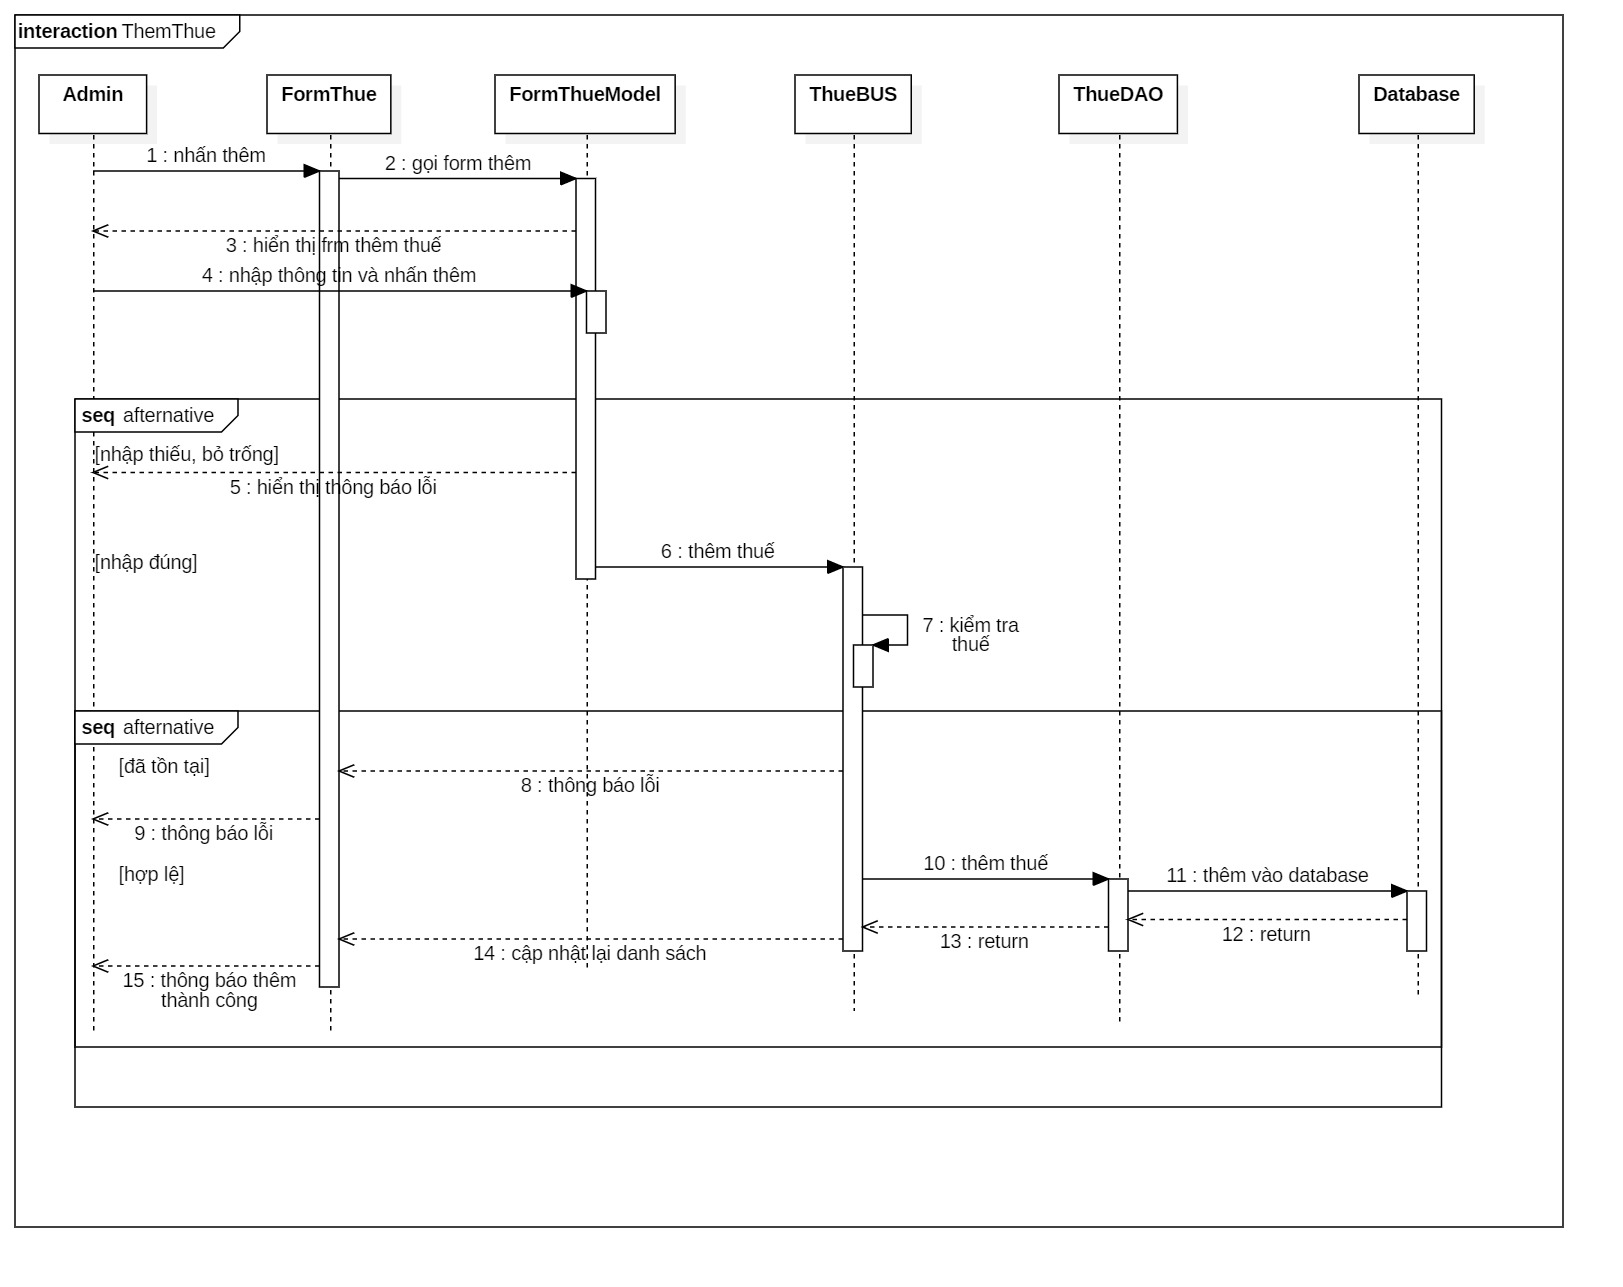 interaction ThemThue
Admin
FormThue
FormThueModel
ThueBUS
ThueDAO
Database
1 : nhấn thêm
2 : gọi form thêm
3 : hiển thị frm thêm thuế
4 : nhập thông tin và nhấn thêm
seq afternative
[nhập thiếu, bỏ trống]
5 : hiển thị thông báo lỗi
6 : thêm thuế
[nhập đúng]
7 : kiểm tra
thuế
seq afternative
[đã tồn tại]
8 : thông báo lỗi
9 : thông báo lỗi
[hợp lệ]
10 : thêm thuế
11 : thêm vào database
12 : return
13 : return
14 : cập nhật lại danh sách
15 : thông báo thêm
thành công